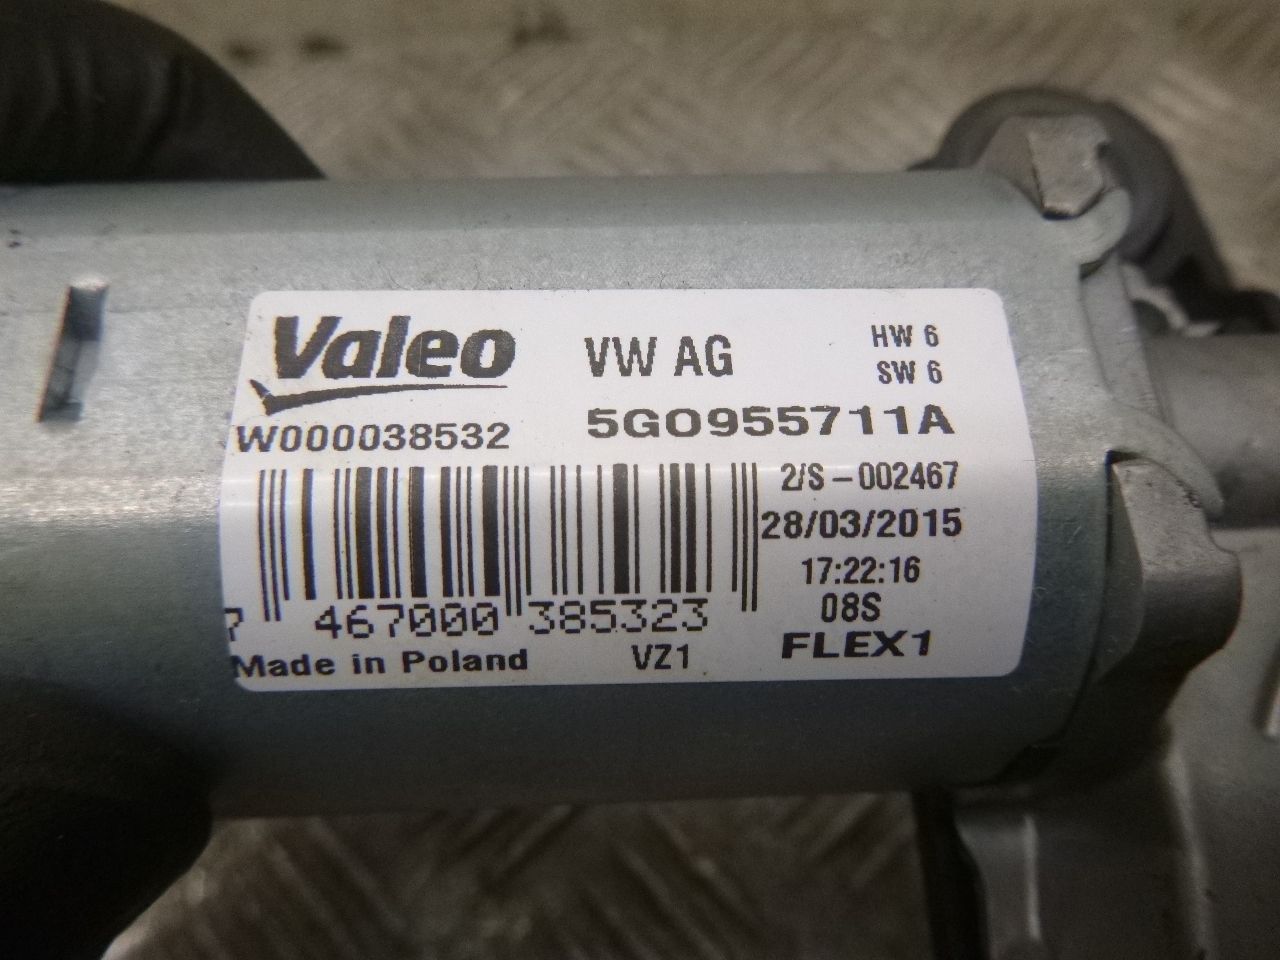 Valeo VW AG HW 6
SW 6
W000038532 5G0955711A
2/S-002467
28/03/2015
17:22:16
7 467000 385323 08S
Made in Poland VZ1 FLEX1